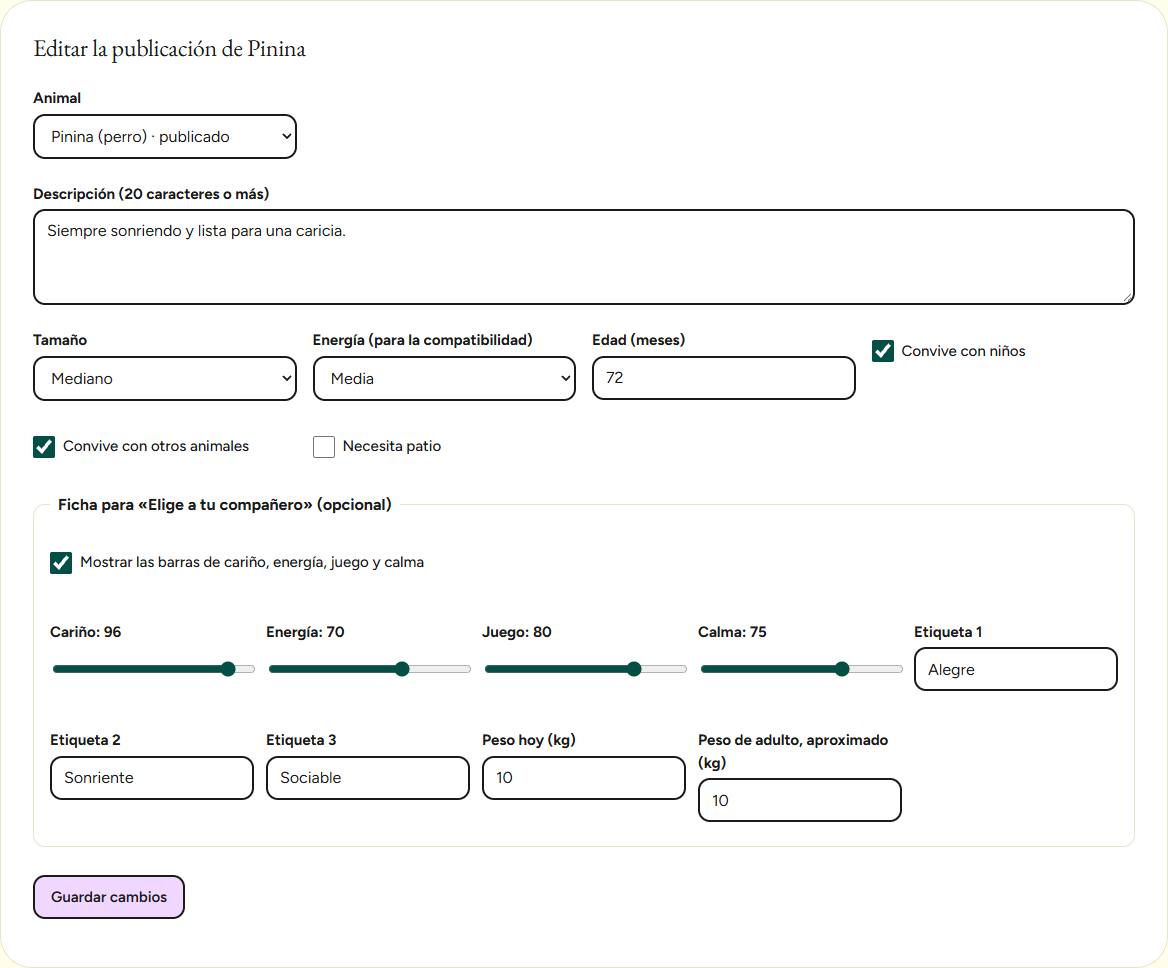 Editar la publicación de Pinina
Animal
Pinina (perro) · publicado
Descripción (20 caracteres o más)
Siempre sonriendo y lista para una caricia.
Tamaño
Mediano
Energía (para la compatibilidad)
Media
Edad (meses)
72
Convive con niños
Convive con otros animales
Necesita patio
Ficha para «Elige a tu compañero» (opcional)
Mostrar las barras de cariño, energía, juego y calma
Cariño: 96
Energía: 70
Juego: 80
Calma: 75
Etiqueta 1
Alegre
Etiqueta 2
Sonriente
Etiqueta 3
Sociable
Peso hoy (kg)
10
Peso de adulto, aproximado
(kg)
10
Guardar cambios